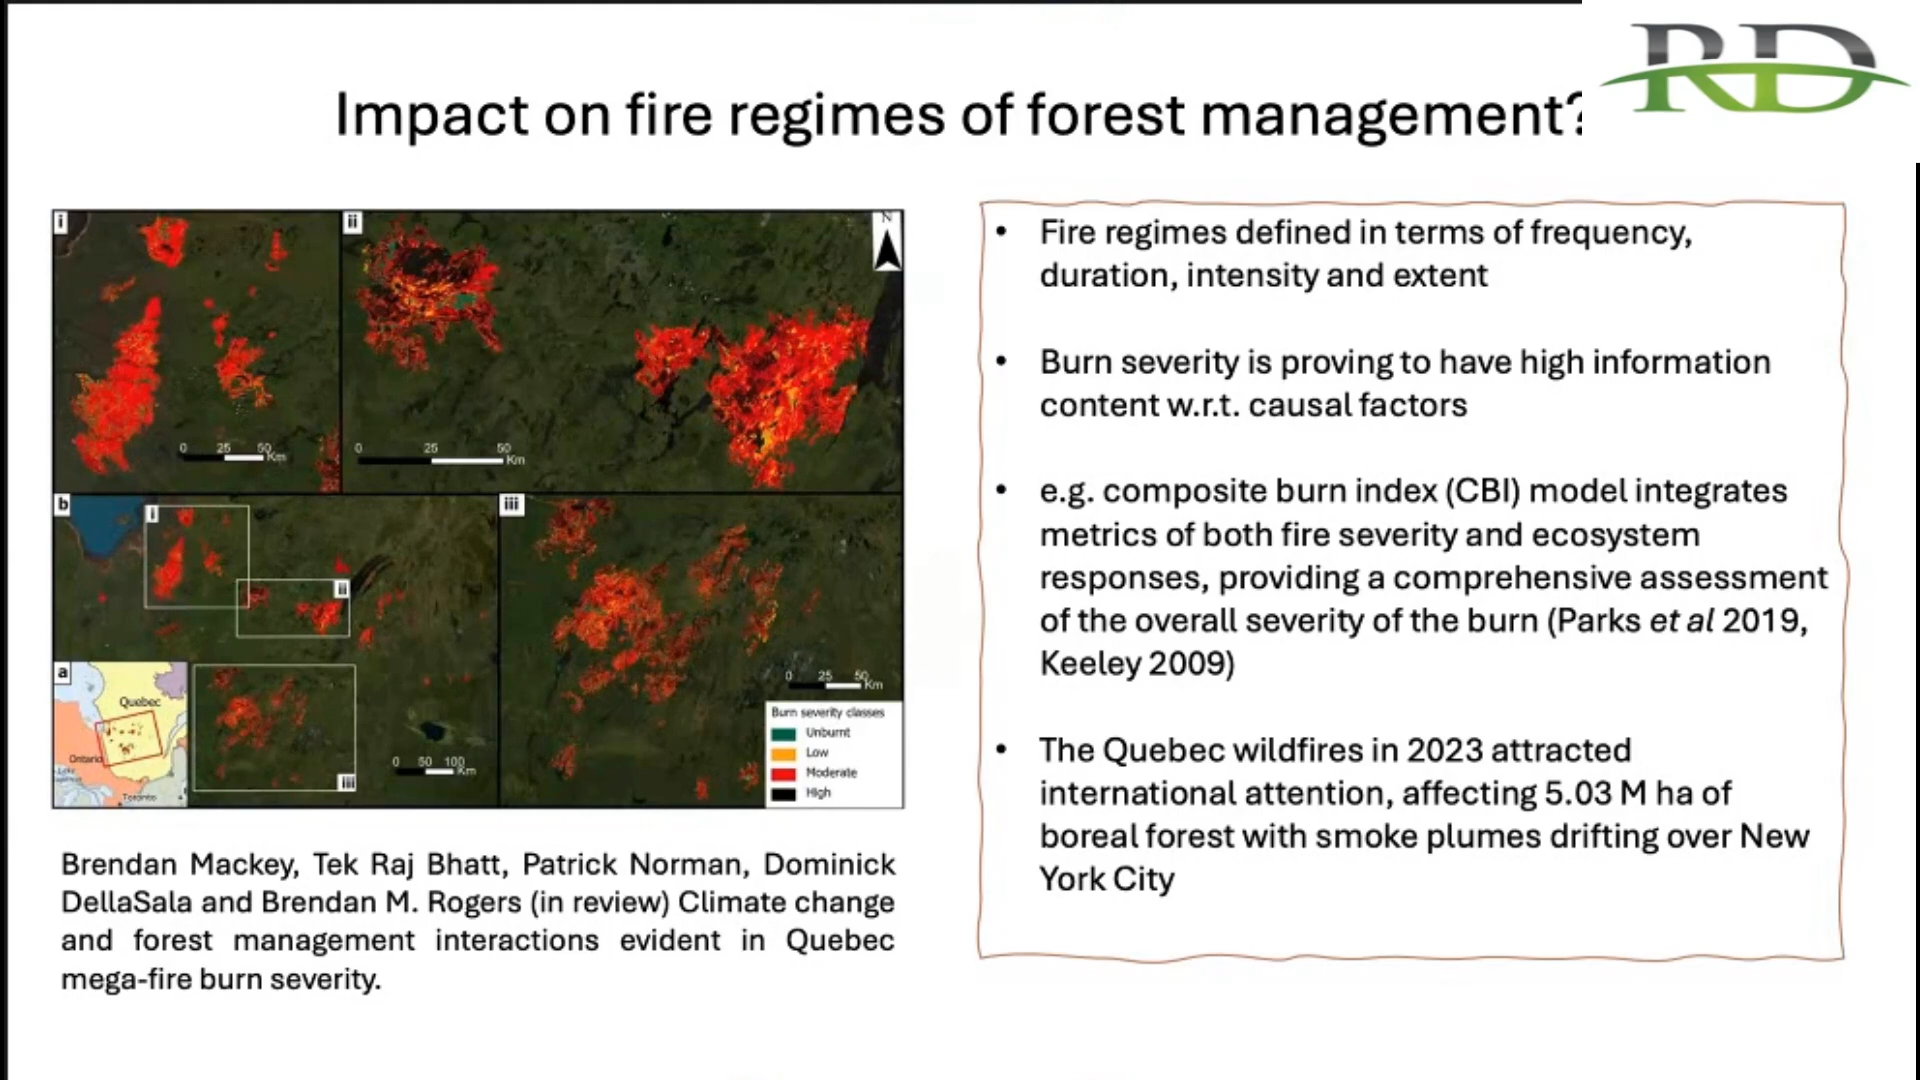 RD
Impact on fire regimes of forest management?
i
ii
N
0 25 50 Km
0 25 50 Km
b
i
ii
iii
iii
a
Quebec
Ontario
Toronto
0 50 100 Km
0 25 50 Km
Burn severity classes
Unburnt
Low
Moderate
High
• Fire regimes defined in terms of frequency,
duration, intensity and extent
• Burn severity is proving to have high information
content w.r.t. causal factors
• e.g. composite burn index (CBI) model integrates
metrics of both fire severity and ecosystem
responses, providing a comprehensive assessment
of the overall severity of the burn (Parks et al 2019,
Keeley 2009)
• The Quebec wildfires in 2023 attracted
international attention, affecting 5.03 M ha of
boreal forest with smoke plumes drifting over New
York City
Brendan Mackey, Tek Raj Bhatt, Patrick Norman, Dominick
DellaSala and Brendan M. Rogers (in review) Climate change
and forest management interactions evident in Quebec
mega-fire burn severity.